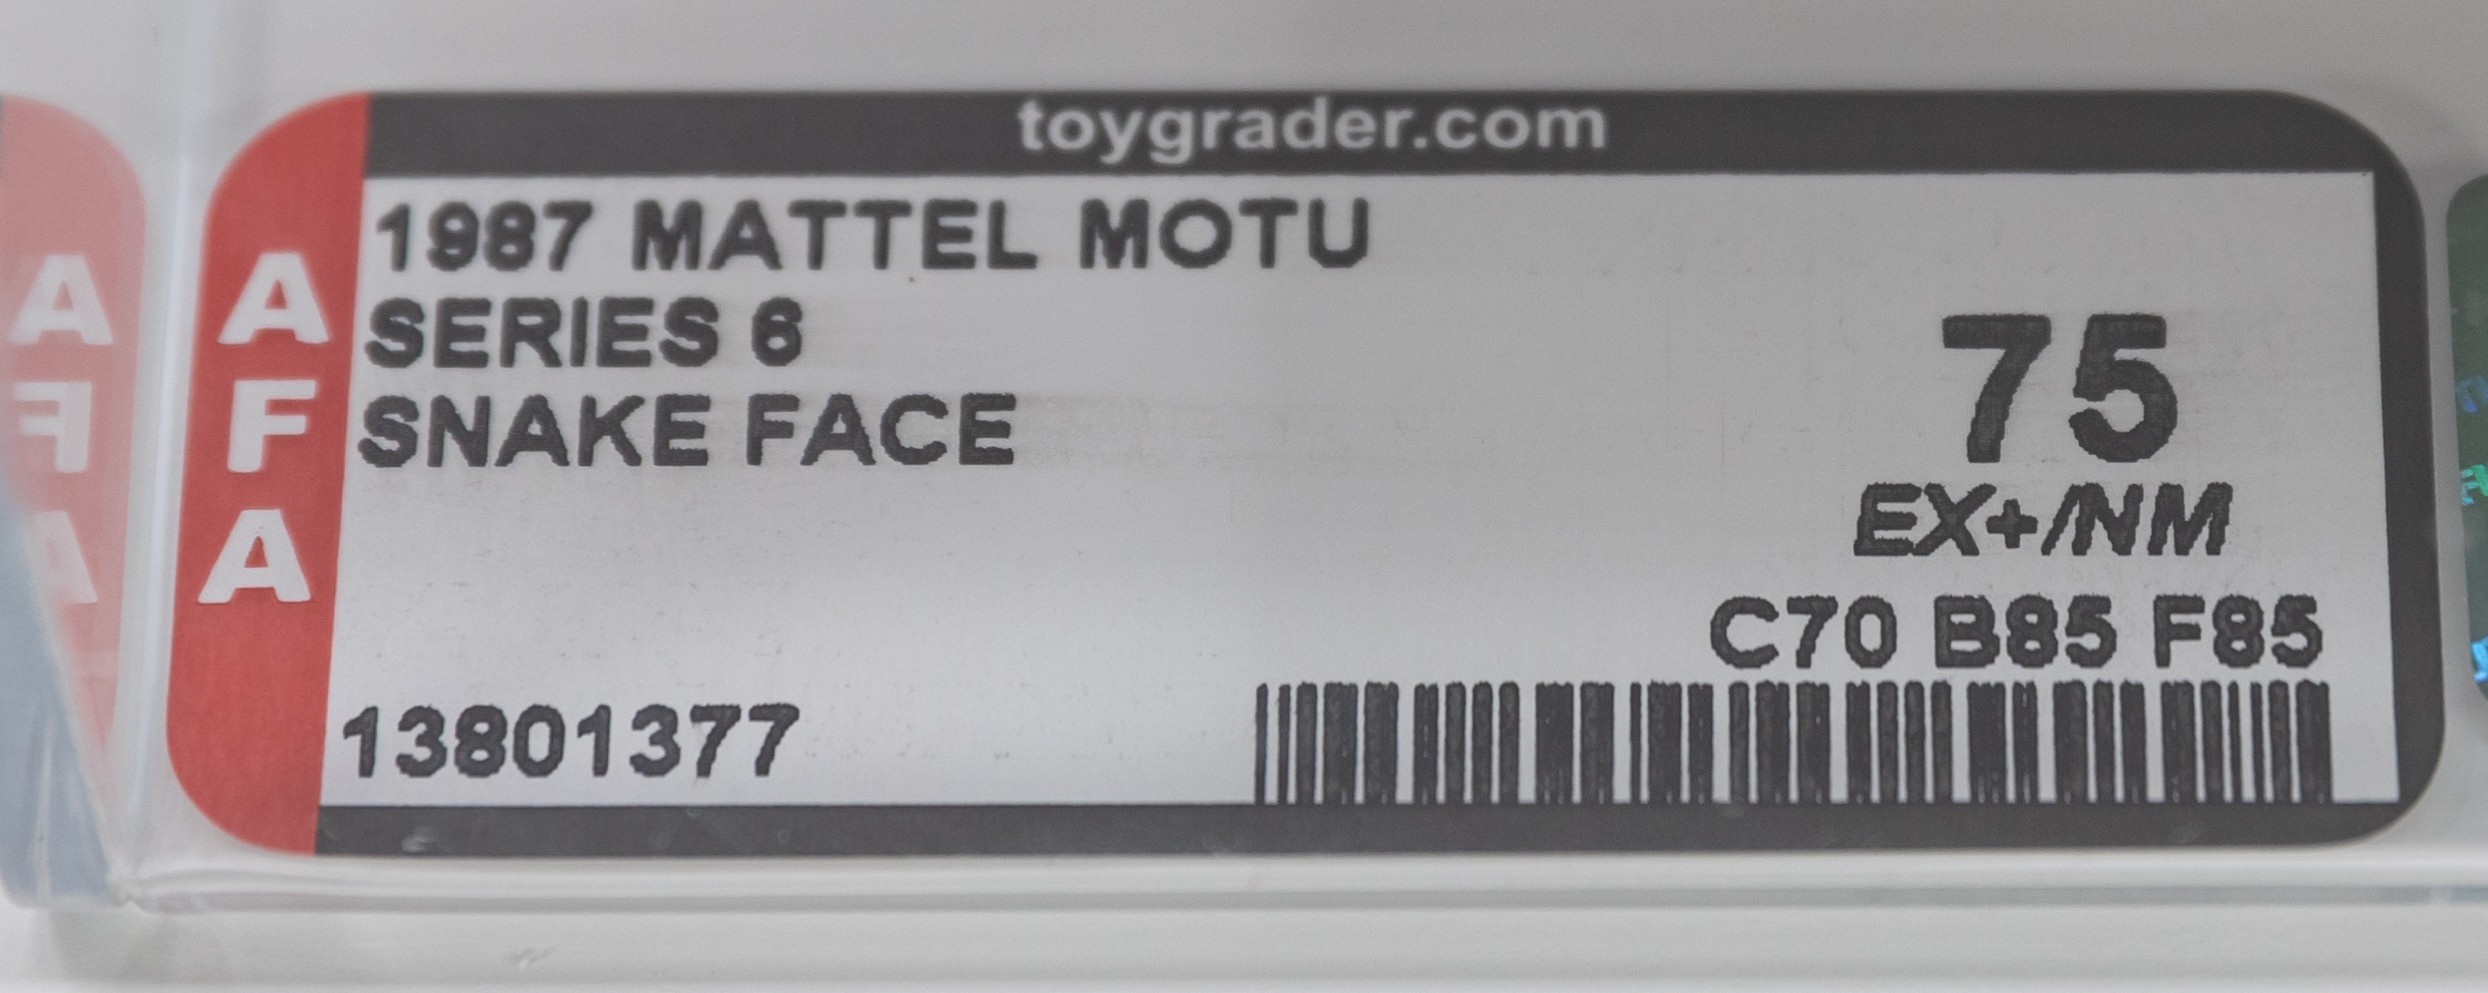 toygrader.com
AFA
1987 MATTEL MOTU
SERIES 6
SNAKE FACE
75
EX+/NM
C70 B85 F85
13801377